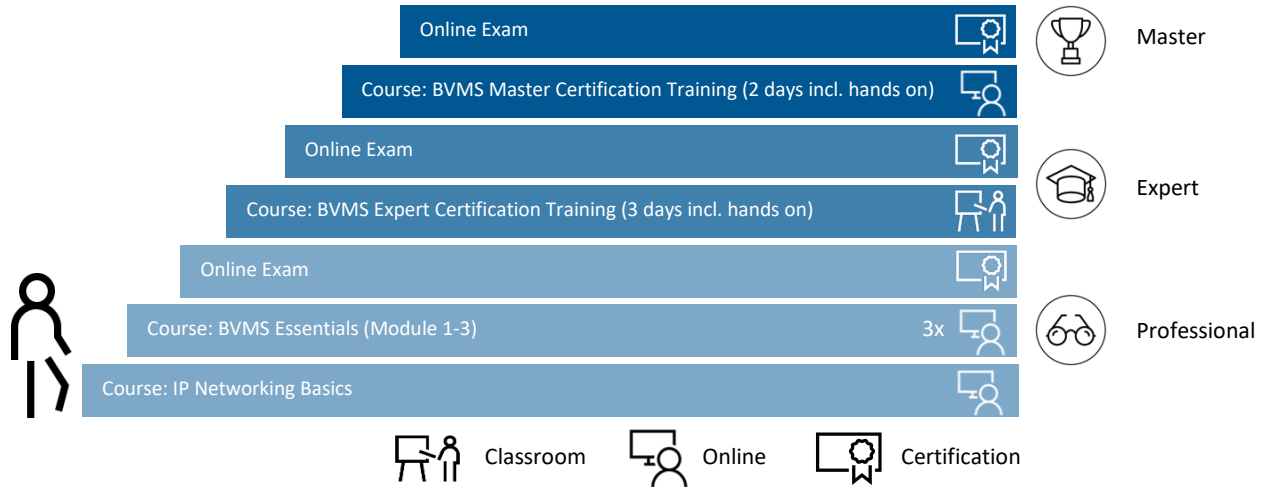 Online Exam
Master
Course: BVMS Master Certification Training (2 days incl. hands on)
Online Exam
Expert
Course: BVMS Expert Certification Training (3 days incl. hands on)
Online Exam
Course: BVMS Essentials (Module 1-3) 3x
Professional
Course: IP Networking Basics
Classroom Online Certification